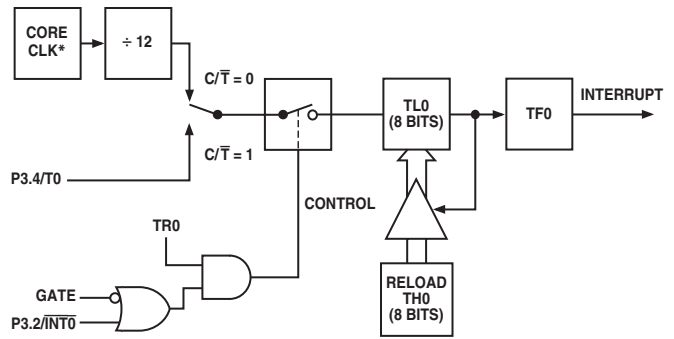 CORE
CLK*
÷ 12
C/T̅ = 0
TL0
(8 BITS)
TF0
INTERRUPT
C/T̅ = 1
P3.4/T0
CONTROL
TR0
GATE
P3.2/I̅N̅T̅0̅
RELOAD
TH0
(8 BITS)